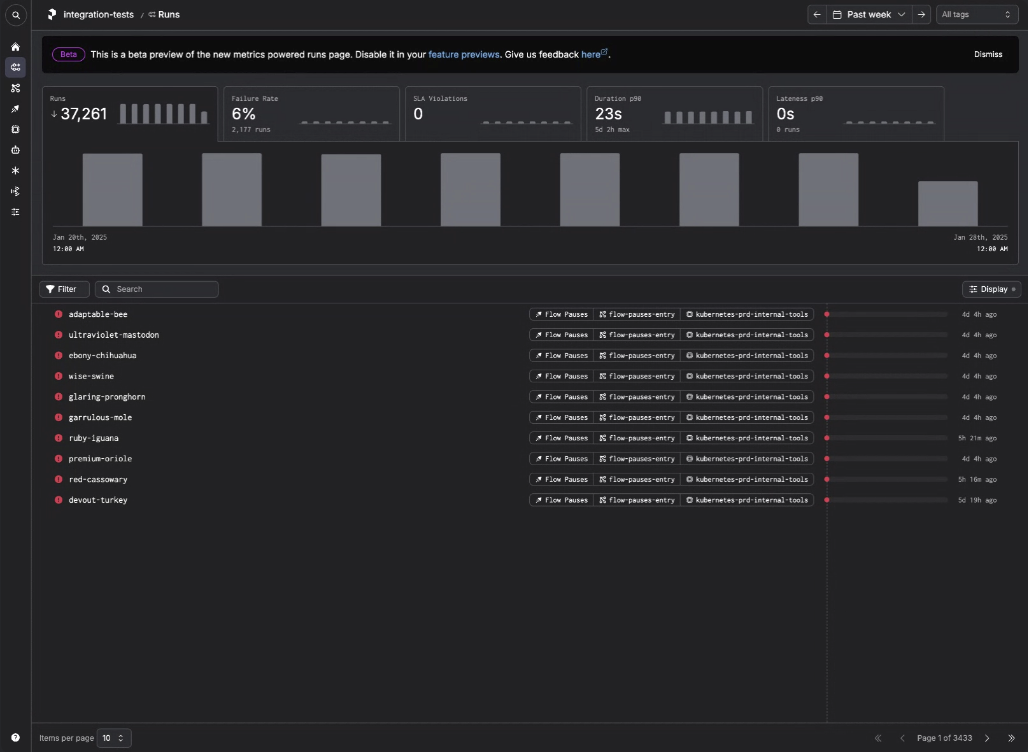 integration-tests / Runs
Past week
All tags
Beta This is a beta preview of the new metrics powered runs page. Disable it in your feature previews. Give us feedback here.
Dismiss
Runs
↓ 37,261
Failure Rate
6%
2,177 runs
SLA Violations
0
Duration p90
23s
5d 2h max
Lateness p90
0s
0 runs
Jan 20th, 2025
12:00 AM
Jan 28th, 2025
12:00 AM
Filter
Search
Display
adaptable-bee Flow Pauses flow-pauses-entry kubernetes-prd-internal-tools 4d 4h ago
ultraviolet-mastodon Flow Pauses flow-pauses-entry kubernetes-prd-internal-tools 4d 4h ago
ebony-chihuahua Flow Pauses flow-pauses-entry kubernetes-prd-internal-tools 4d 4h ago
wise-swine Flow Pauses flow-pauses-entry kubernetes-prd-internal-tools 4d 4h ago
glaring-pronghorn Flow Pauses flow-pauses-entry kubernetes-prd-internal-tools 4d 4h ago
garrulous-mole Flow Pauses flow-pauses-entry kubernetes-prd-internal-tools 4d 4h ago
ruby-iguana Flow Pauses flow-pauses-entry kubernetes-prd-internal-tools 5h 21m ago
premium-oriole Flow Pauses flow-pauses-entry kubernetes-prd-internal-tools 4d 4h ago
red-cassowary Flow Pauses flow-pauses-entry kubernetes-prd-internal-tools 5h 16m ago
devout-turkey Flow Pauses flow-pauses-entry kubernetes-prd-internal-tools 5d 19h ago
Items per page 10
Page 1 of 3433